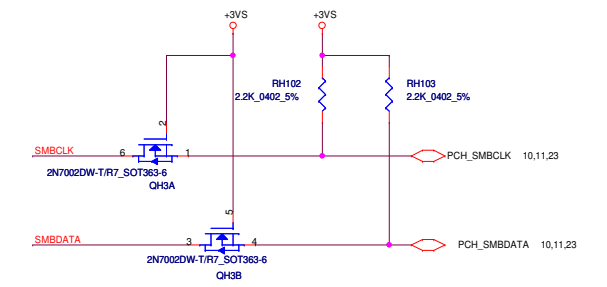 +3VS +3VS
RH102 RH103
2.2K_0402_5% 2.2K_0402_5%
2
SMBCLK 6 1 PCH_SMBCLK 10,11,23
2N7002DW-T/R7_SOT363-6
QH3A
5
SMBDATA 3 4 PCH_SMBDATA 10,11,23
2N7002DW-T/R7_SOT363-6
QH3B